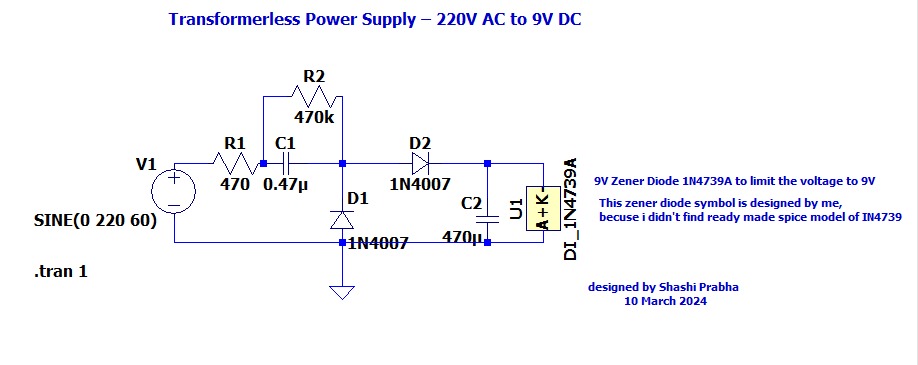 Transformerless Power Supply – 220V AC to 9V DC
R2
470k
R1
C1
D2
V1
470
0.47µ
1N4007
9V Zener Diode 1N4739A to limit the voltage to 9V
This zener diode symbol is designed by me,
becuse i didn't find ready made spice model of IN4739
D1
C2
U1
A+K-
DI_1N4739A
SINE(0 220 60)
1N4007
470µ
.tran 1
designed by Shashi Prabha
10 March 2024